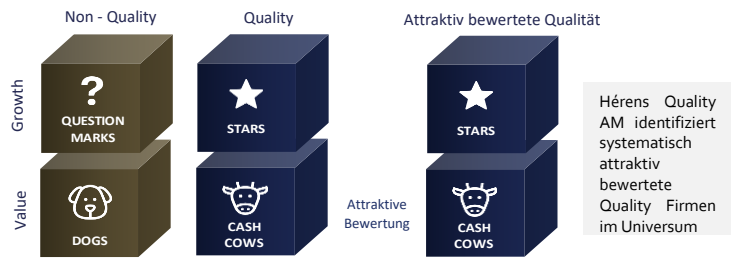 Non - Quality
Quality
Attraktiv bewertete Qualität
Growth
?
QUESTION
MARKS
STARS
STARS
Value
DOGS
CASH
COWS
Attraktive
Bewertung
CASH
COWS
Hérens Quality
AM identifiziert
systematisch
attraktiv
bewertete
Quality Firmen
im Universum